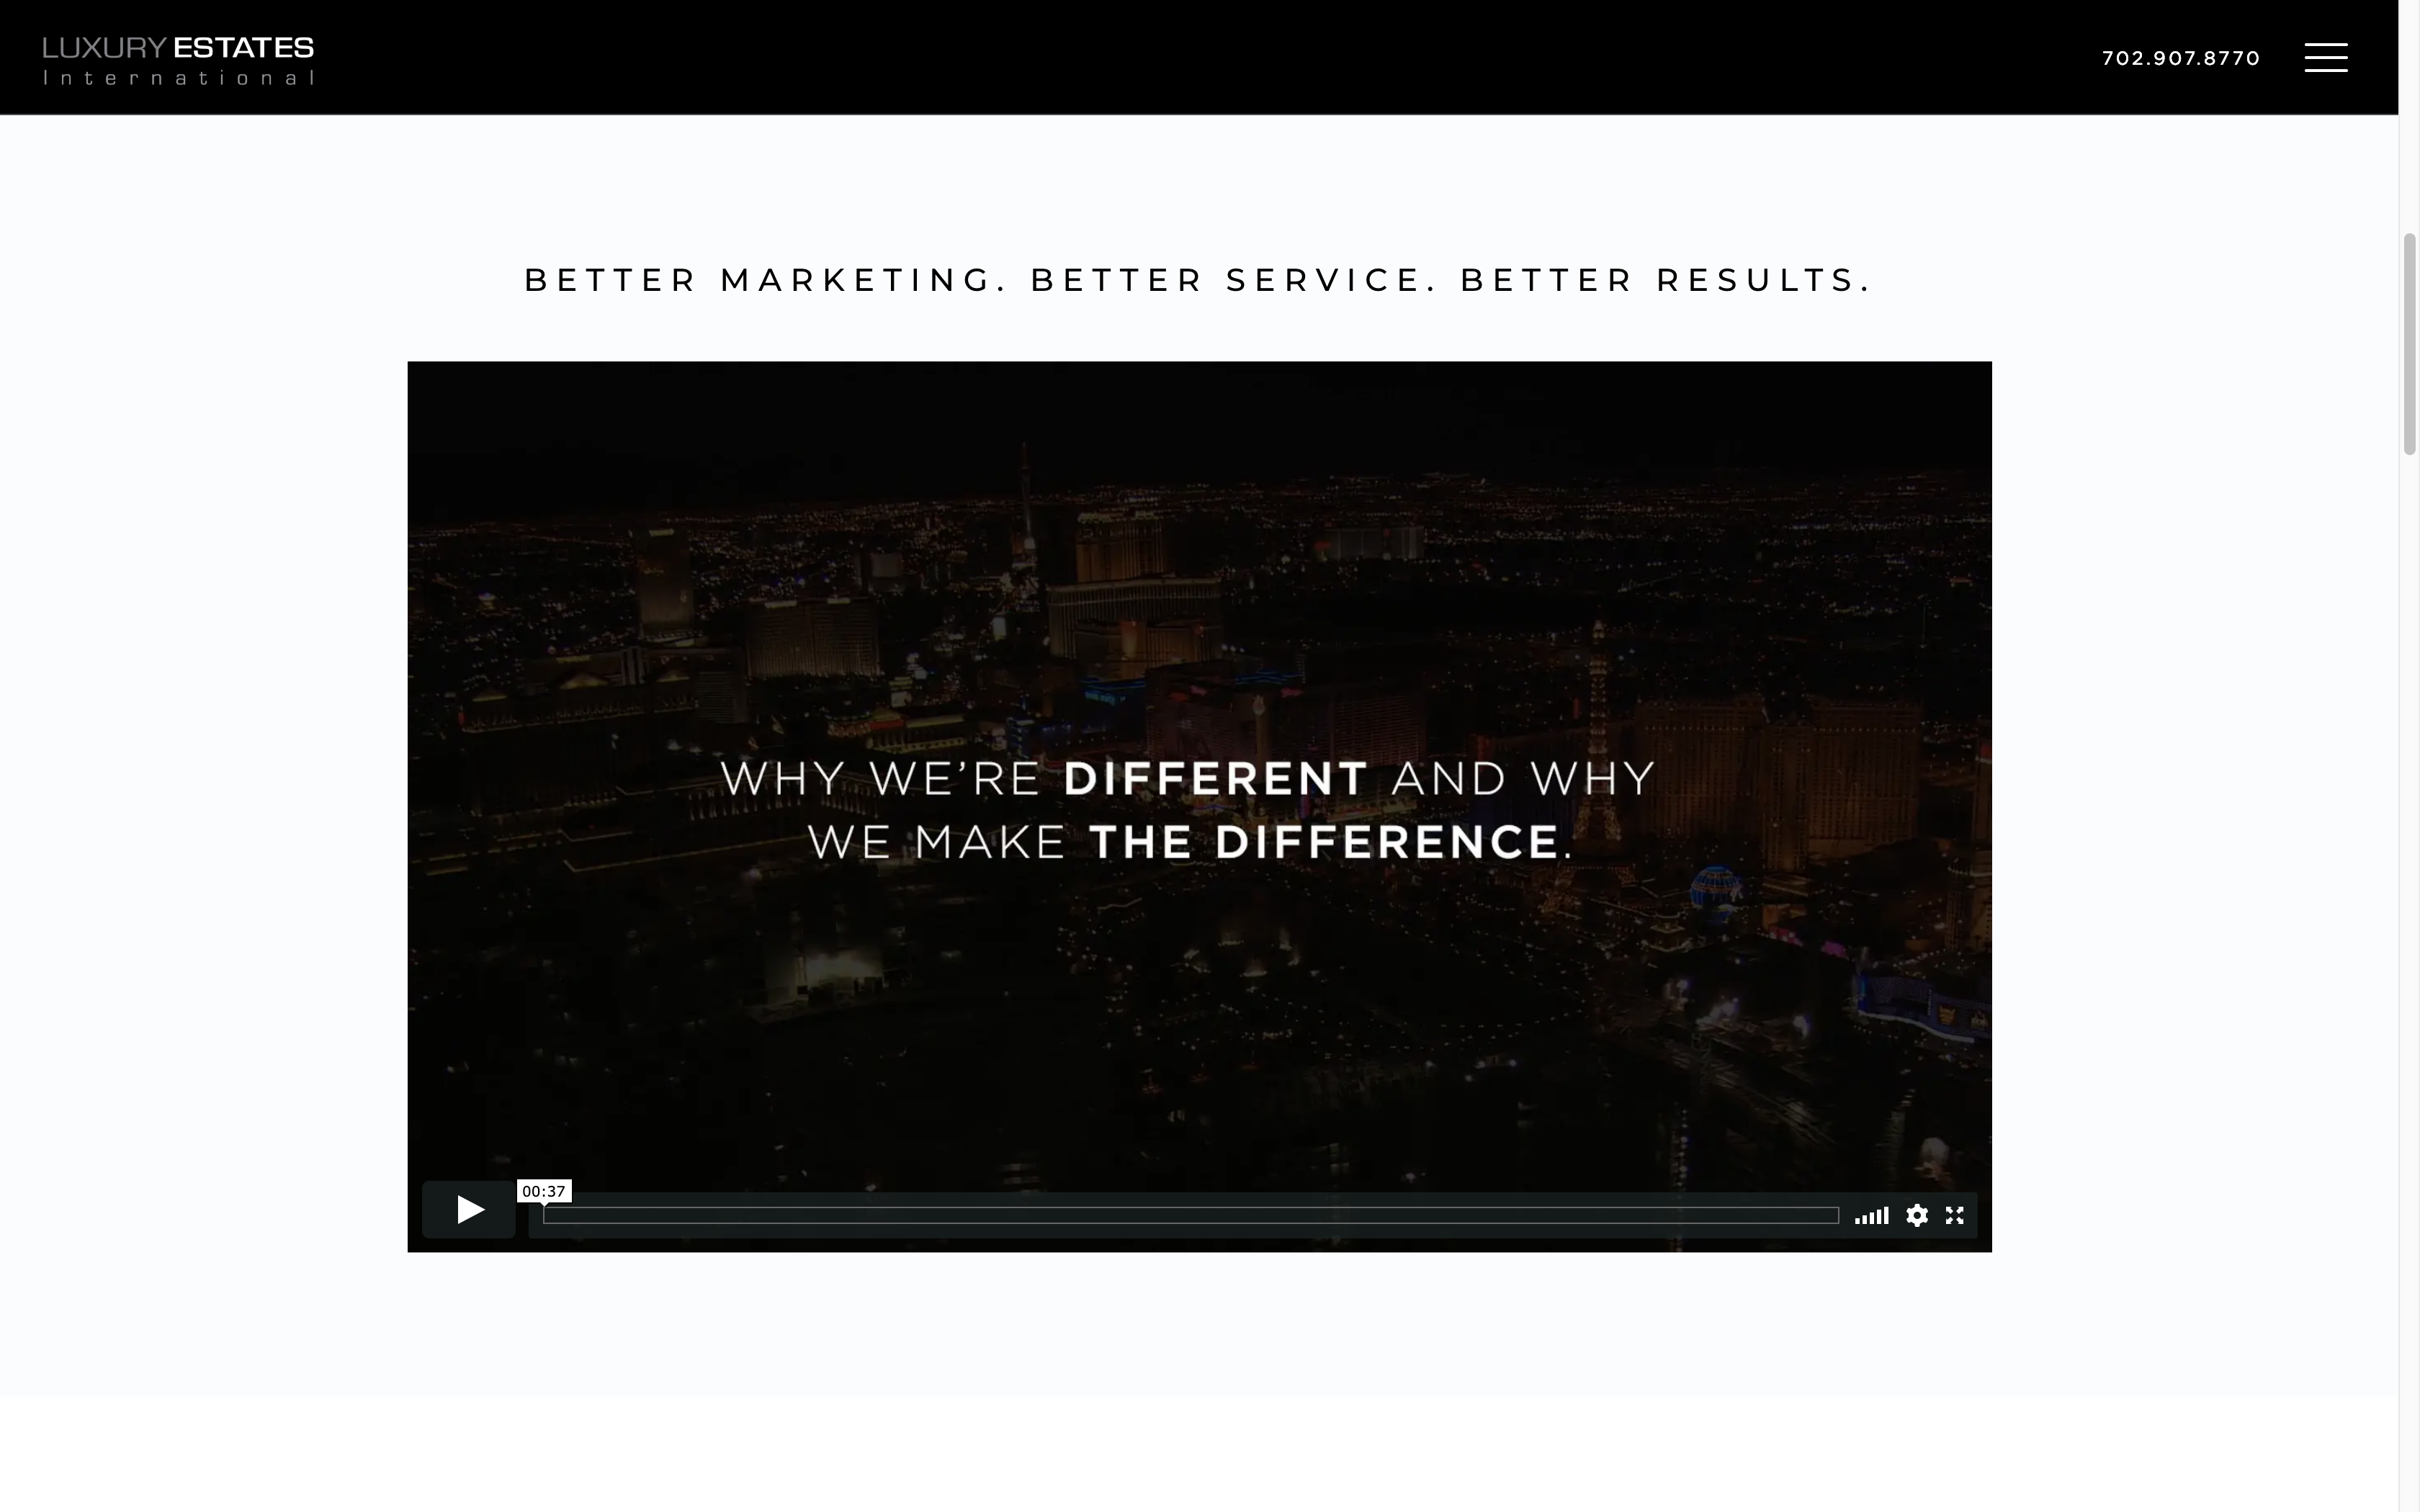 LUXURY ESTATES
International
702.907.8770
BETTER MARKETING. BETTER SERVICE. BETTER RESULTS.
WHY WE’RE DIFFERENT AND WHY
WE MAKE THE DIFFERENCE.
00:37